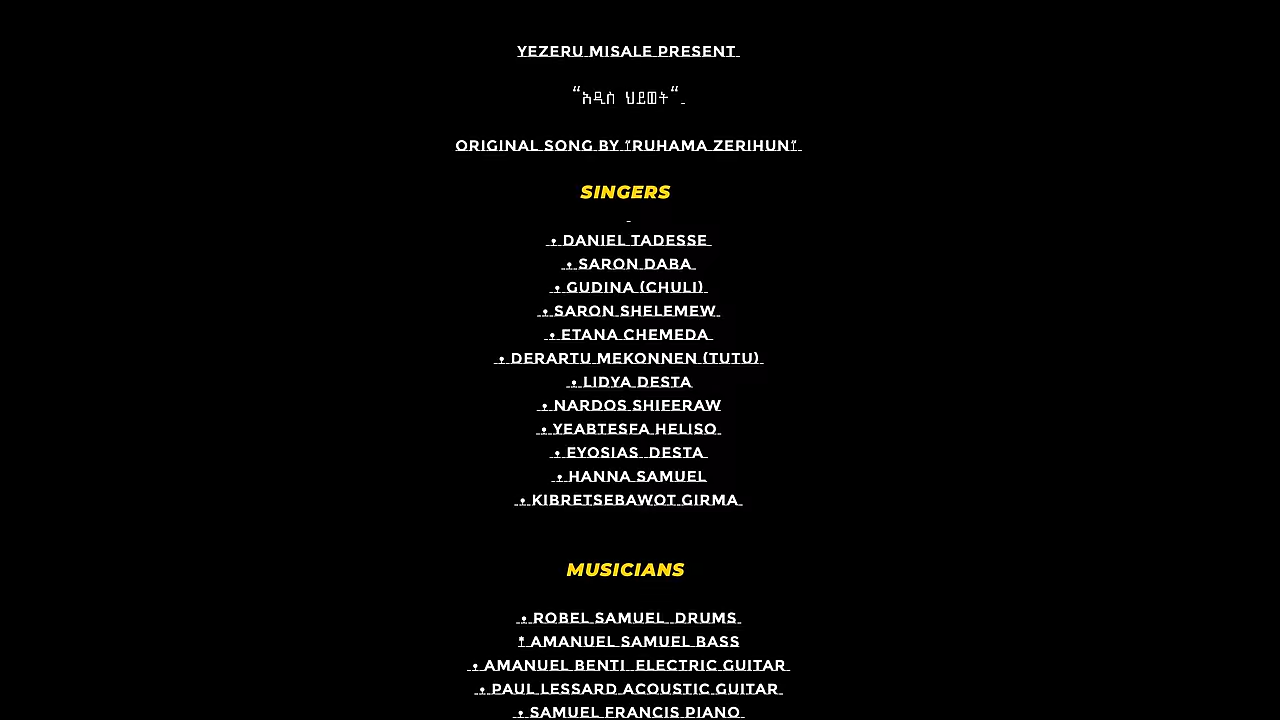 YEZERU MISALE PRESENT
“አዲስ ህይወት“
ORIGINAL SONG BY “RUHAMA ZERIHUN“
SINGERS
• DANIEL TADESSE
• SARON DABA
• GUDINA (CHULI)
• SARON SHELEMEW
• ETANA CHEMEDA
• DERARTU MEKONNEN (TUTU)
• LIDYA DESTA
• NARDOS SHIFERAW
• YEABTESFA HELISO
• EYOSIAS DESTA
• HANNA SAMUEL
• KIBRETSEBAWOT GIRMA
MUSICIANS
• ROBEL SAMUEL DRUMS
* AMANUEL SAMUEL BASS
• AMANUEL BENTI ELECTRIC GUITAR
• PAUL LESSARD ACOUSTIC GUITAR
• SAMUEL FRANCIS PIANO